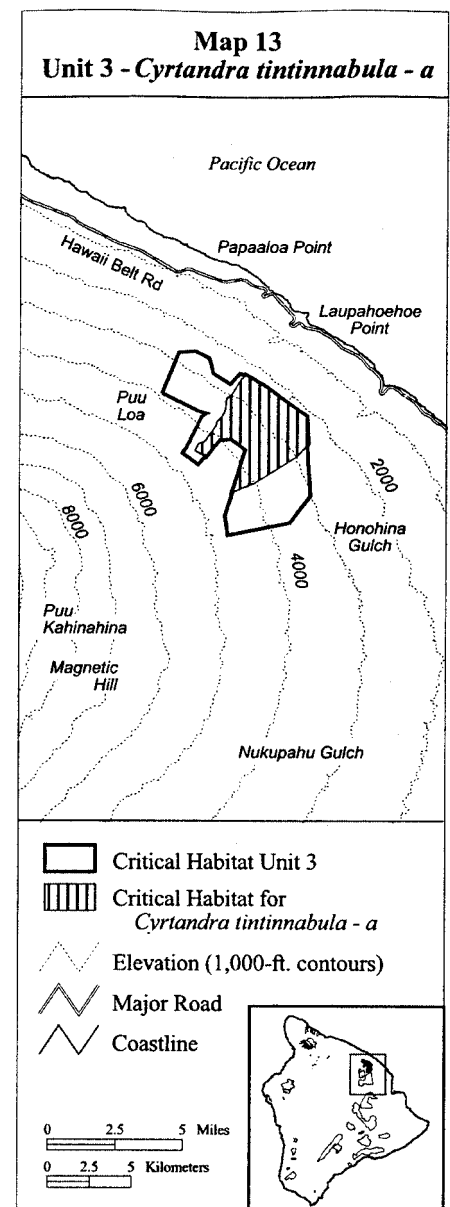 Map 13
Unit 3 - Cyrtandra tintinnabula - a
Pacific Ocean
Papaaloa Point
Hawaii Belt Rd
Laupahoehoe
Point
Puu
Loa
2000
6000
8000
Honohina
Gulch
4000
Puu
Kahinahina
Magnetic
Hill
Nukupahu Gulch
Critical Habitat Unit 3
Critical Habitat for
Cyrtandra tintinnabula - a
Elevation (1,000-ft. contours)
Major Road
Coastline
0 2.5 5 Miles
0 2.5 5 Kilometers